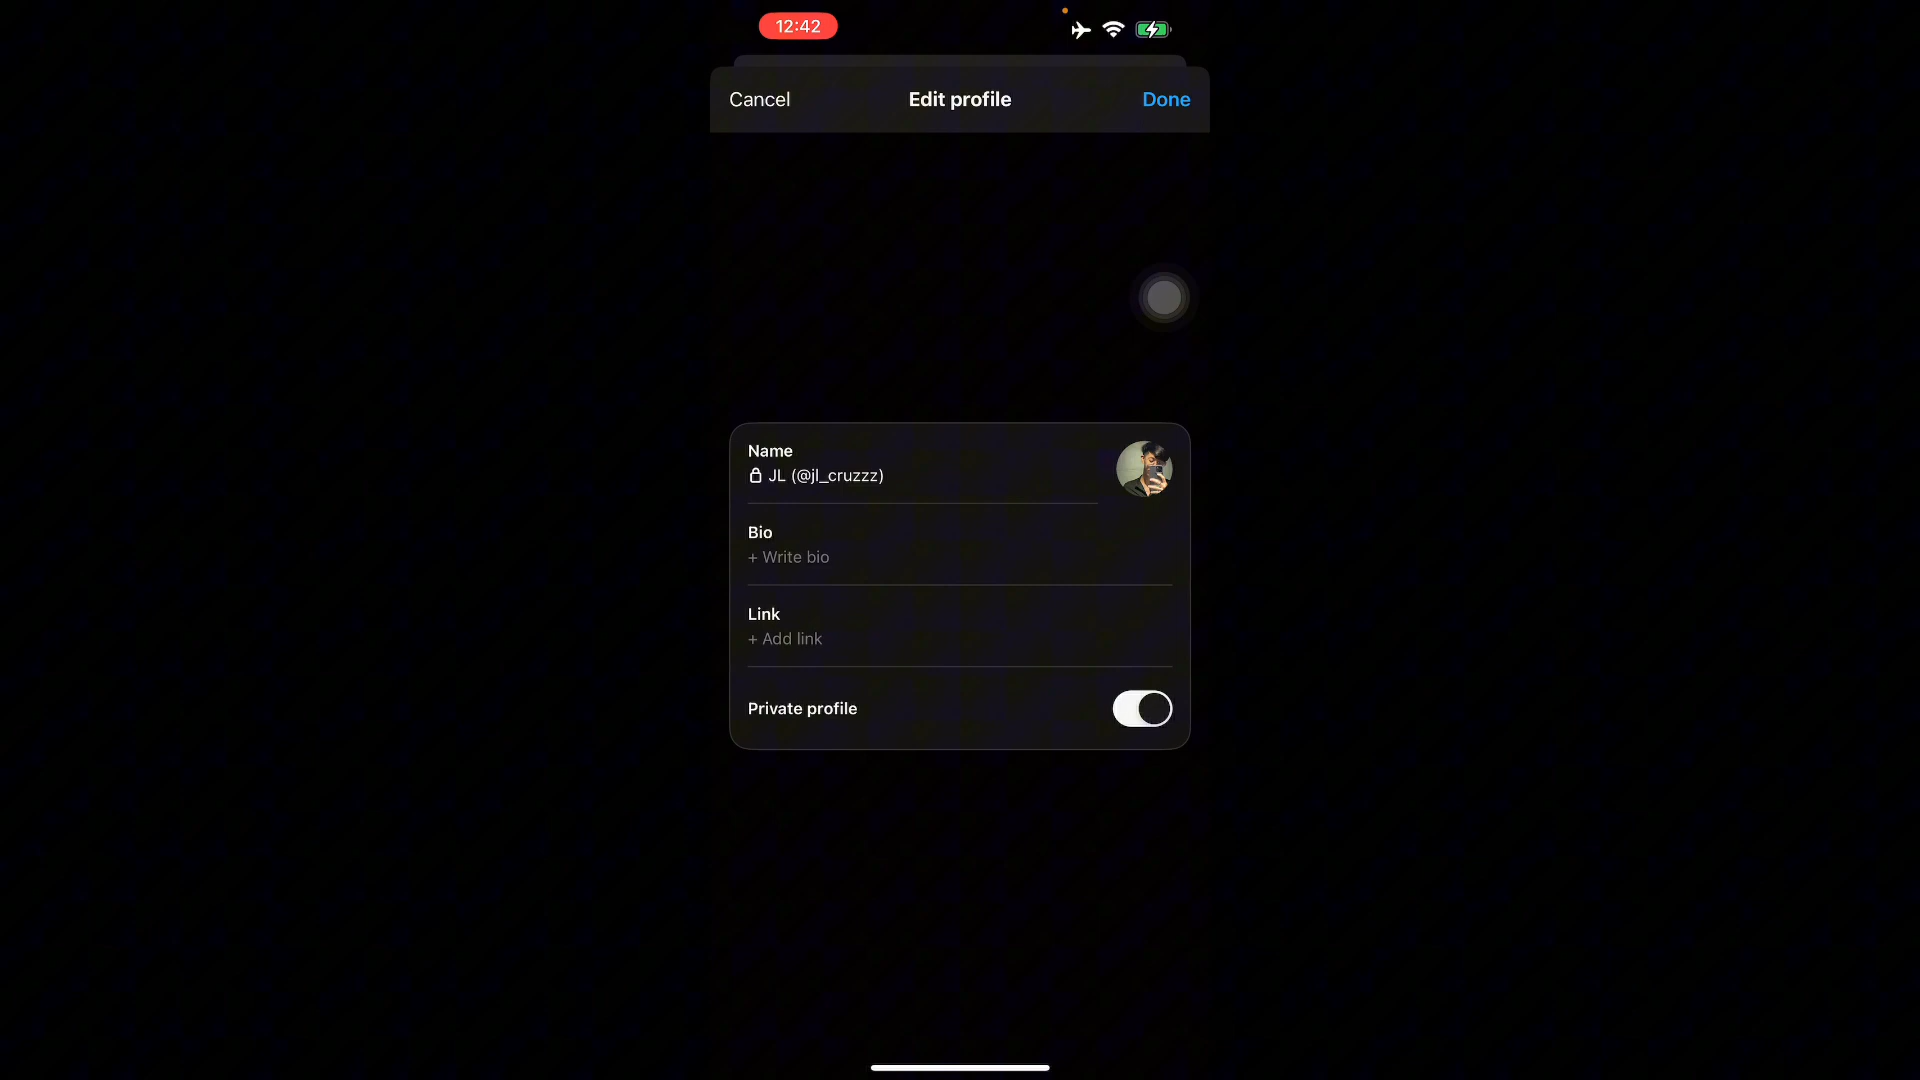 12:42
Cancel
Edit profile
Done
Name
JL (@jl_cruzzz)
Bio
+ Write bio
Link
+ Add link
Private profile